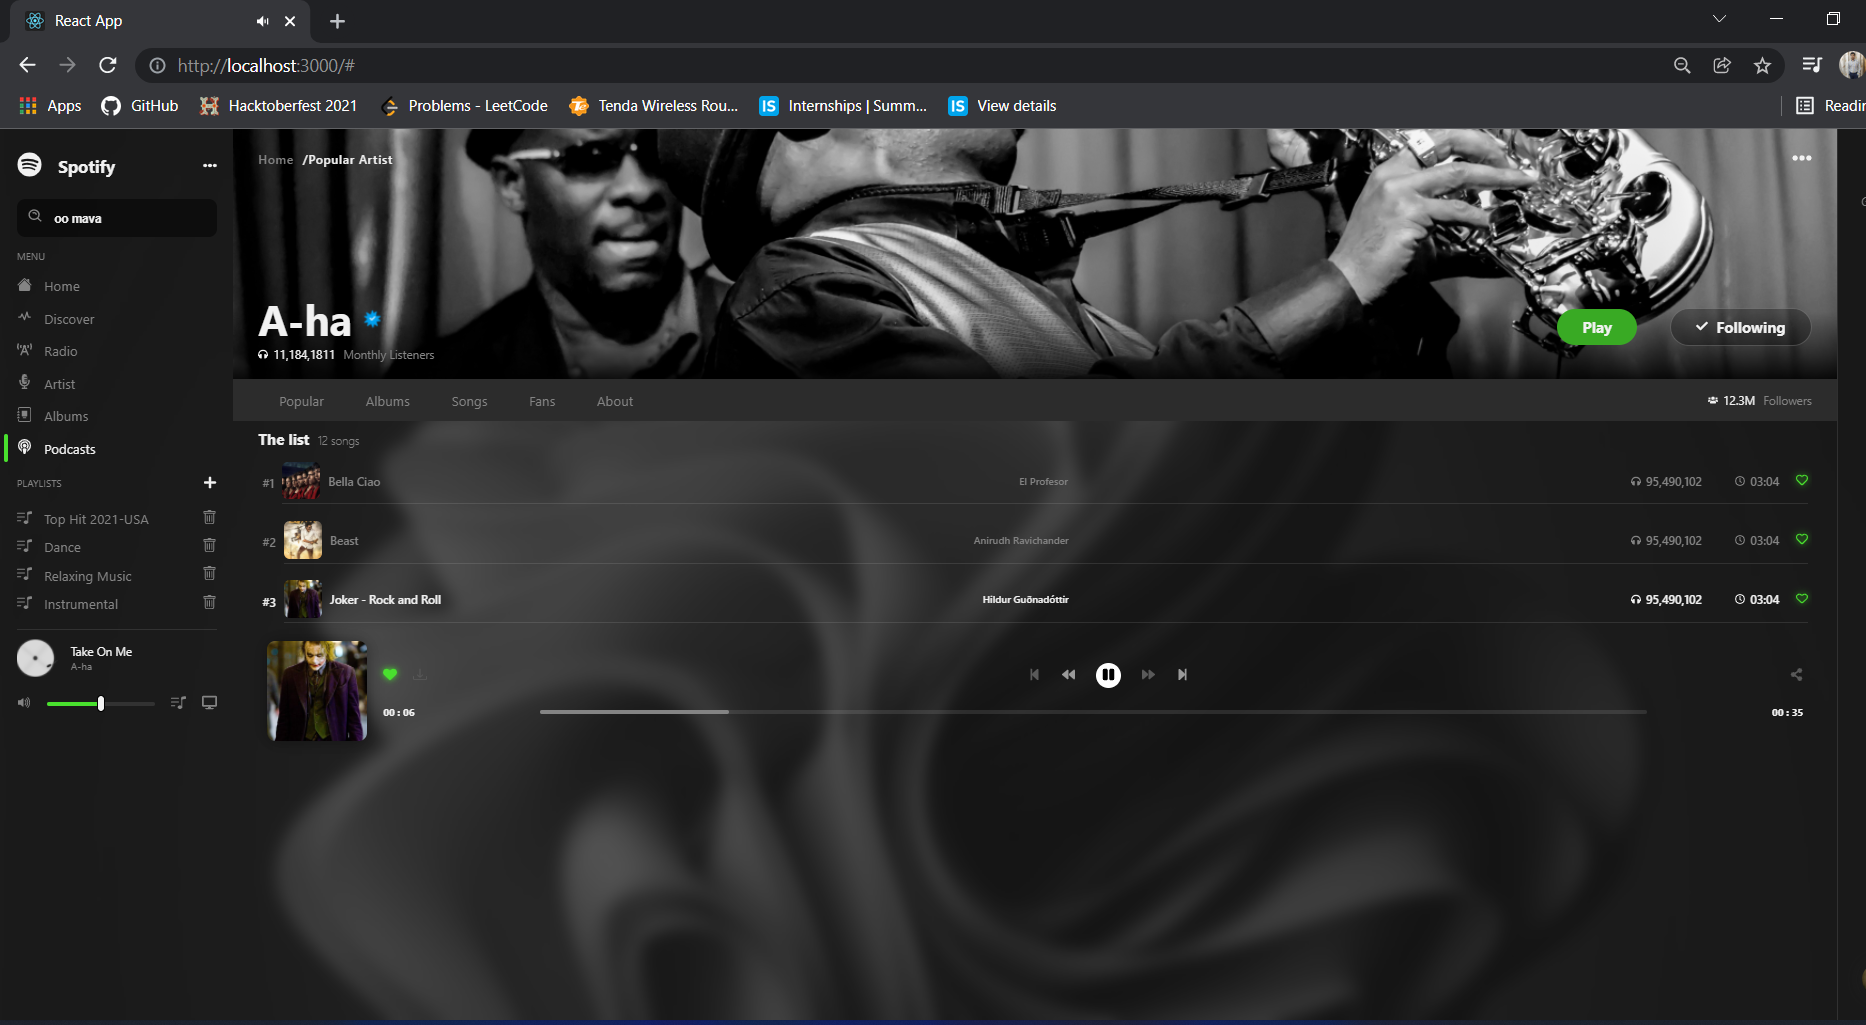 React App
http://localhost:3000/#
Apps GitHub Hacktoberfest 2021 Problems - LeetCode Tenda Wireless Rou... IS Internships | Summ... IS View details Readin
Spotify
oo mava
MENU
Home
Discover
Radio
Artist
Albums
Podcasts
PLAYLISTS
Top Hit 2021-USA
Dance
Relaxing Music
Instrumental
Take On Me
A-ha
Home /Popular Artist
A-ha
11,184,1811 Monthly Listeners
Play Following
Popular Albums Songs Fans About 12.3M Followers
The list 12 songs
#1 Bella Ciao El Profesor 95,490,102 03:04
#2 Beast Anirudh Ravichander 95,490,102 03:04
#3 Joker - Rock and Roll Hildur Guðnadóttir 95,490,102 03:04
00 : 06 00 : 35